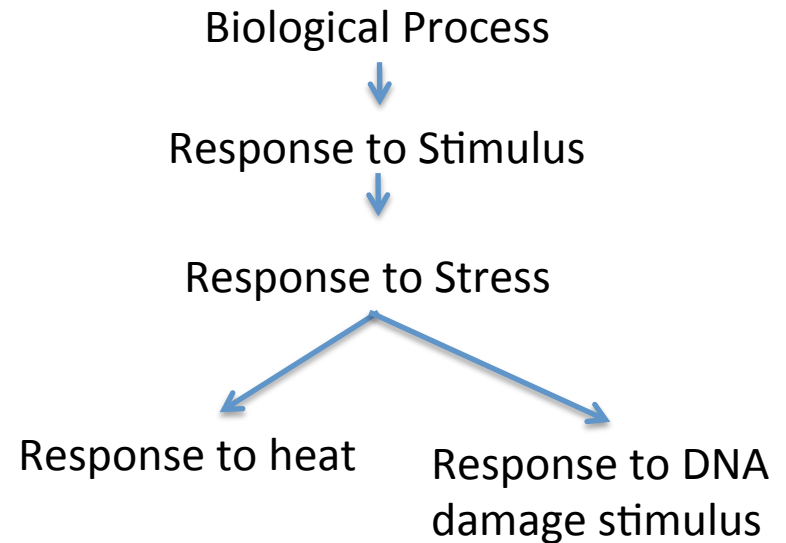 Biological Process
Response to Stimulus
Response to Stress
Response to heat
Response to DNA
damage stimulus